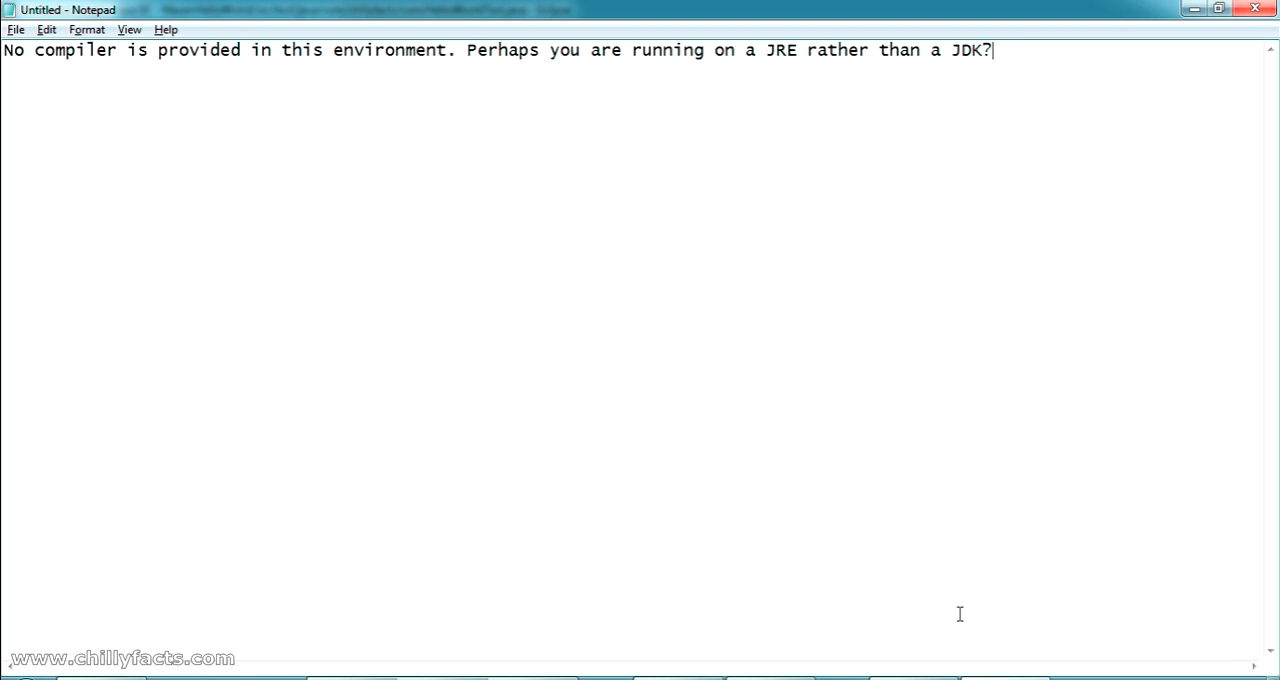 Untitled - Notepad
File Edit Format View Help
No compiler is provided in this environment. Perhaps you are running on a JRE rather than a JDK?
www.chillyfacts.com